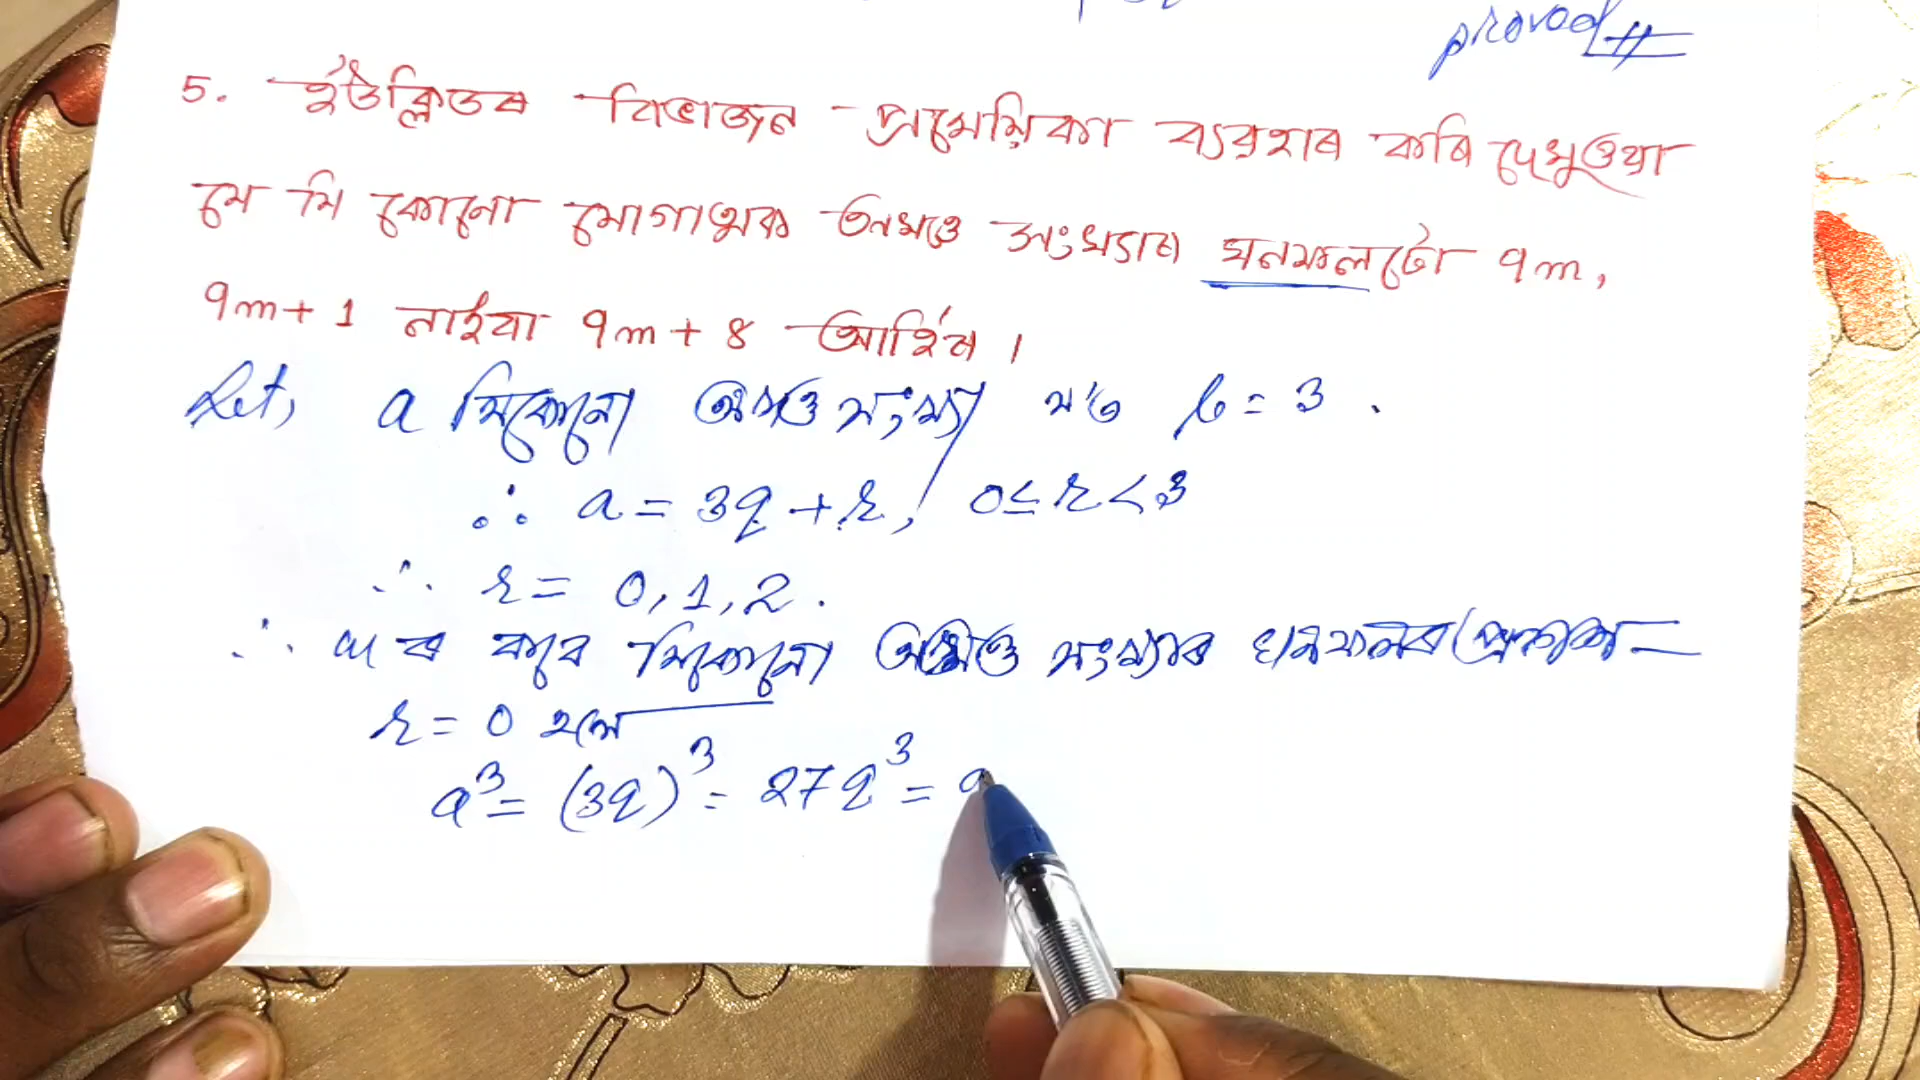 proved
5. ইউক্লিডৰ বিভাজন প্ৰমেয়িকা ব্যৱহাৰ কৰি দেখুওৱা
যে যি কোনো যোগাত্মক অখণ্ড সংখ্যাৰ ঘনফলটো 9m,
9m + 1 নাইবা 9m + 8 আৰ্হিৰ ।
Let, a যিকোনো অখণ্ড সংখ্যা য'ত b = 3 .
∴ a = 3q + r, 0 ≤ r < 3
∴ r = 0, 1, 2 .
∴ যিকোনো অখণ্ড সংখ্যাৰ ঘনফলৰ প্ৰকাশ —
r = 0 হলে
a³ = (3q)³ = 27q³ = 9